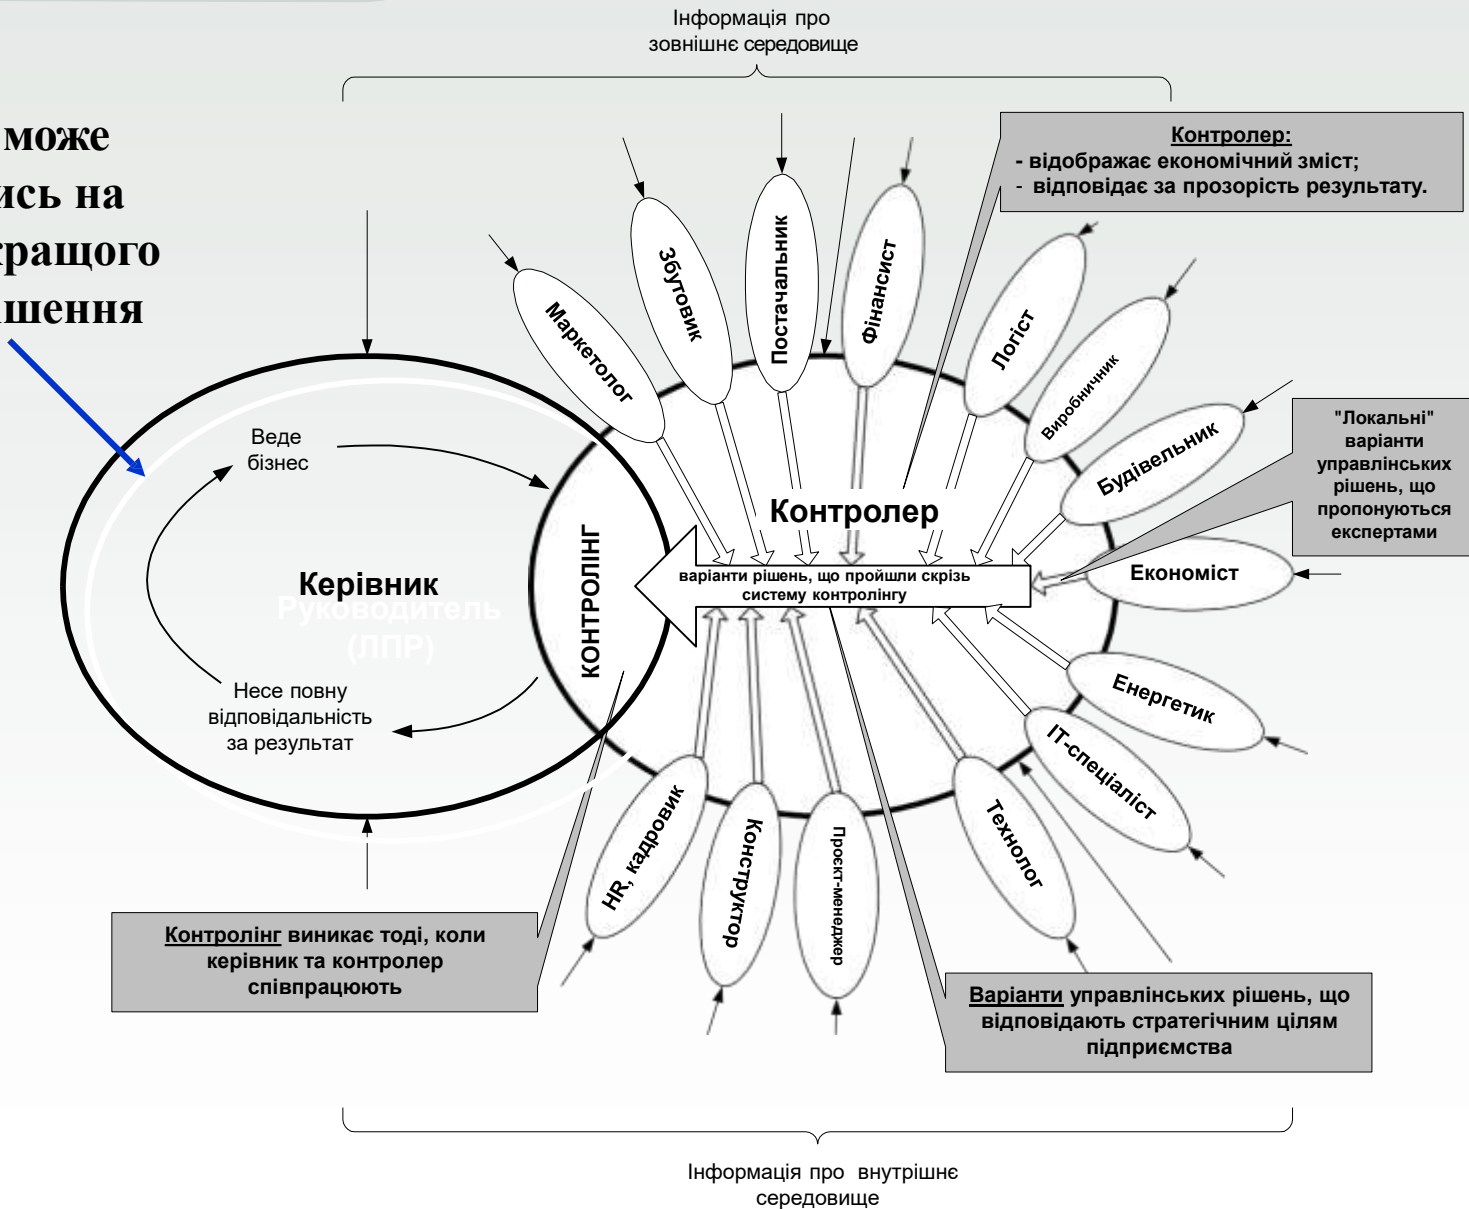 Інформація про
зовнішнє середовище
може
ись на
кращого
ішення
Контролер:
- відображає економічний зміст;
- відповідає за прозорість результату.
Маркетолог
Збутовик
Постачальник
Фінансист
Логіст
Виробничник
Будівельник
"Локальні"
варіанти
управлінських
рішень, що
пропонуються
експертами
Веде
бізнес
Контролер
Керівник
Руководитель
(ЛПР)
КОНТРОЛІНГ
варіанти рішень, що пройшли скрізь
систему контролінгу
Економіст
Несе повну
відповідальність
за результат
Енергетик
ІТ-спеціаліст
HR, кадровик
Конструктор
Проєкт-менеджер
Технолог
Контролінг виникає тоді, коли
керівник та контролер
співпрацюють
Варіанти управлінських рішень, що
відповідають стратегічним цілям
підприємства
Інформація про внутрішнє
середовище